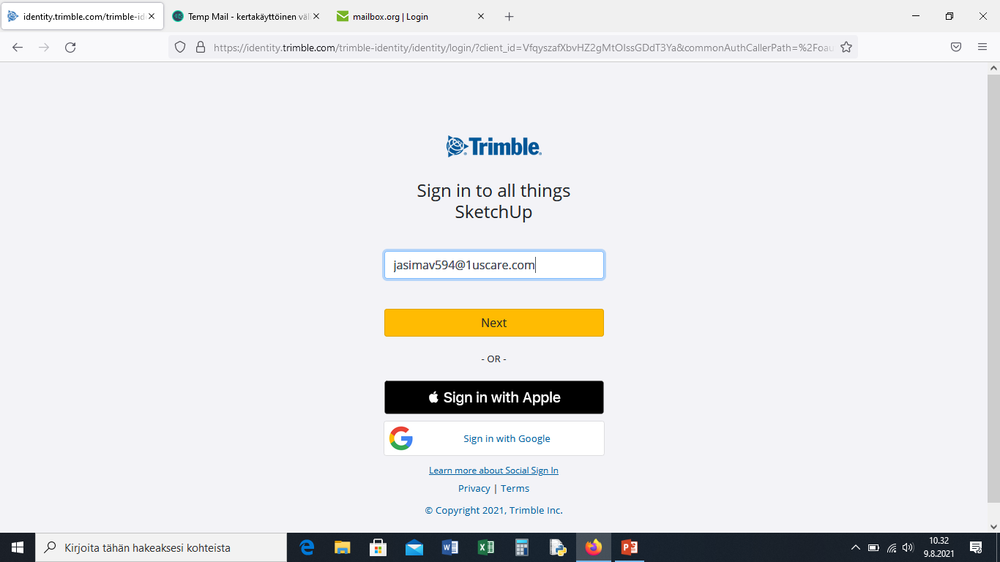 identity.trimble.com/trimble-id
Temp Mail - kertakäyttöinen väli
mailbox.org | Login
https://identity.trimble.com/trimble-identity/identity/login/?client_id=VfqyszafXbvHZ2gMtOIssGDdT3Ya&commonAuthCallerPath=%2Foau
Trimble.
Sign in to all things
SketchUp
jasimav594@1uscare.com
Next
- OR -
Sign in with Apple
Sign in with Google
Learn more about Social Sign In
Privacy | Terms
© Copyright 2021, Trimble Inc.
Kirjoita tähän hakeaksesi kohteista
10.32
9.8.2021